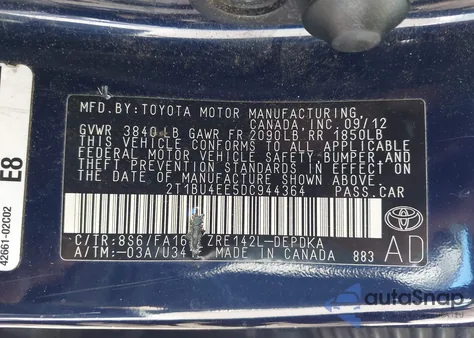 MFD. BY: TOYOTA MOTOR MANUFACTURING,
CANADA, INC. 09/12
GVWR 3840 LB GAWR FR 2090LB RR 1850LB
THIS VEHICLE CONFORMS TO ALL APPLICABLE
FEDERAL MOTOR VEHICLE SAFETY, BUMPER, AND
THEFT PREVENTION STANDARDS IN EFFECT ON
THE DATE OF MANUFACTURE SHOWN ABOVE.
2T1BU4EE5DC944364 PASS.CAR
C/TR: 8S6/FA16 ZRE142L-DEPDKA
A/TM: -03A/U34 MADE IN CANADA 883
AD
E8
42661-02C02
autoSnap